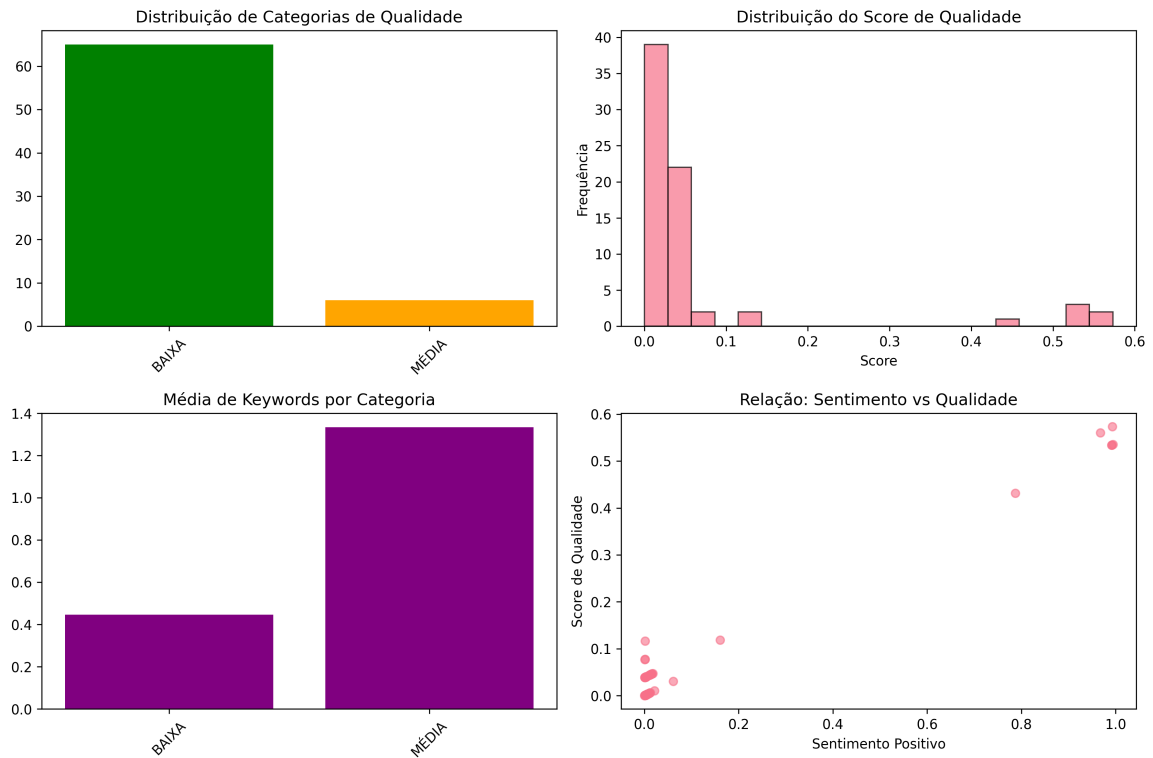 Distribuição de Categorias de Qualidade
60
50
40
30
20
10
0
BAIXA
MÉDIA
Distribuição do Score de Qualidade
Frequência
40
35
30
25
20
15
10
5
0
0.0 0.1 0.2 0.3 0.4 0.5 0.6
Score
Média de Keywords por Categoria
1.4
1.2
1.0
0.8
0.6
0.4
0.2
0.0
BAIXA
MÉDIA
Relação: Sentimento vs Qualidade
Score de Qualidade
0.6
0.5
0.4
0.3
0.2
0.1
0.0
0.0 0.2 0.4 0.6 0.8 1.0
Sentimento Positivo